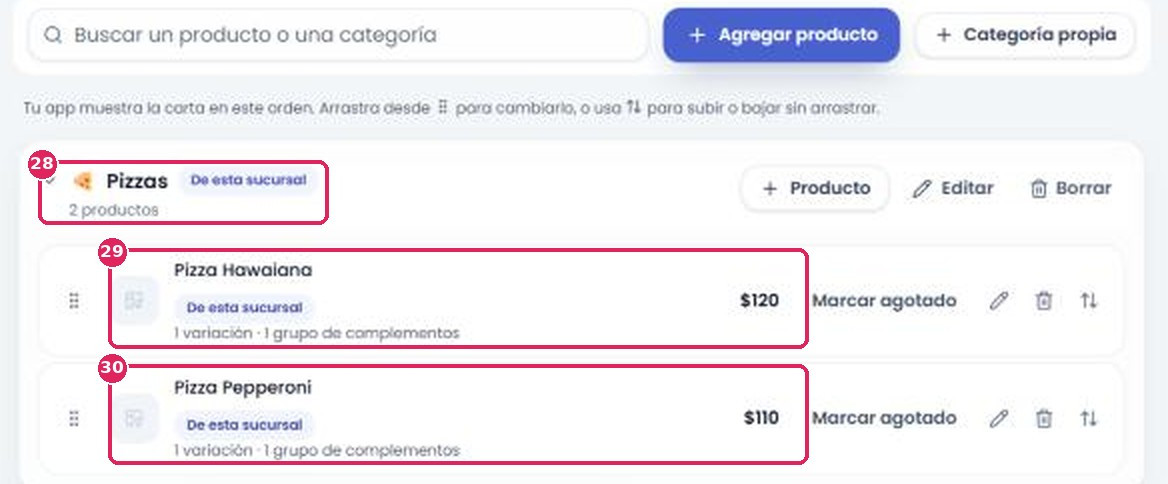 Buscar un producto o una categoría
+ Agregar producto
+ Categoría propia
Tu app muestra la carta en este orden. Arrastra desde ⠿ para cambiarlo, o usa ↑↓ para subir o bajar sin arrastrar.
28
Pizzas De esta sucursal
2 productos
+ Producto
Editar
Borrar
29
Pizza Hawaiana
De esta sucursal
1 variación · 1 grupo de complementos
$120
Marcar agotado
30
Pizza Pepperoni
De esta sucursal
1 variación · 1 grupo de complementos
$110
Marcar agotado